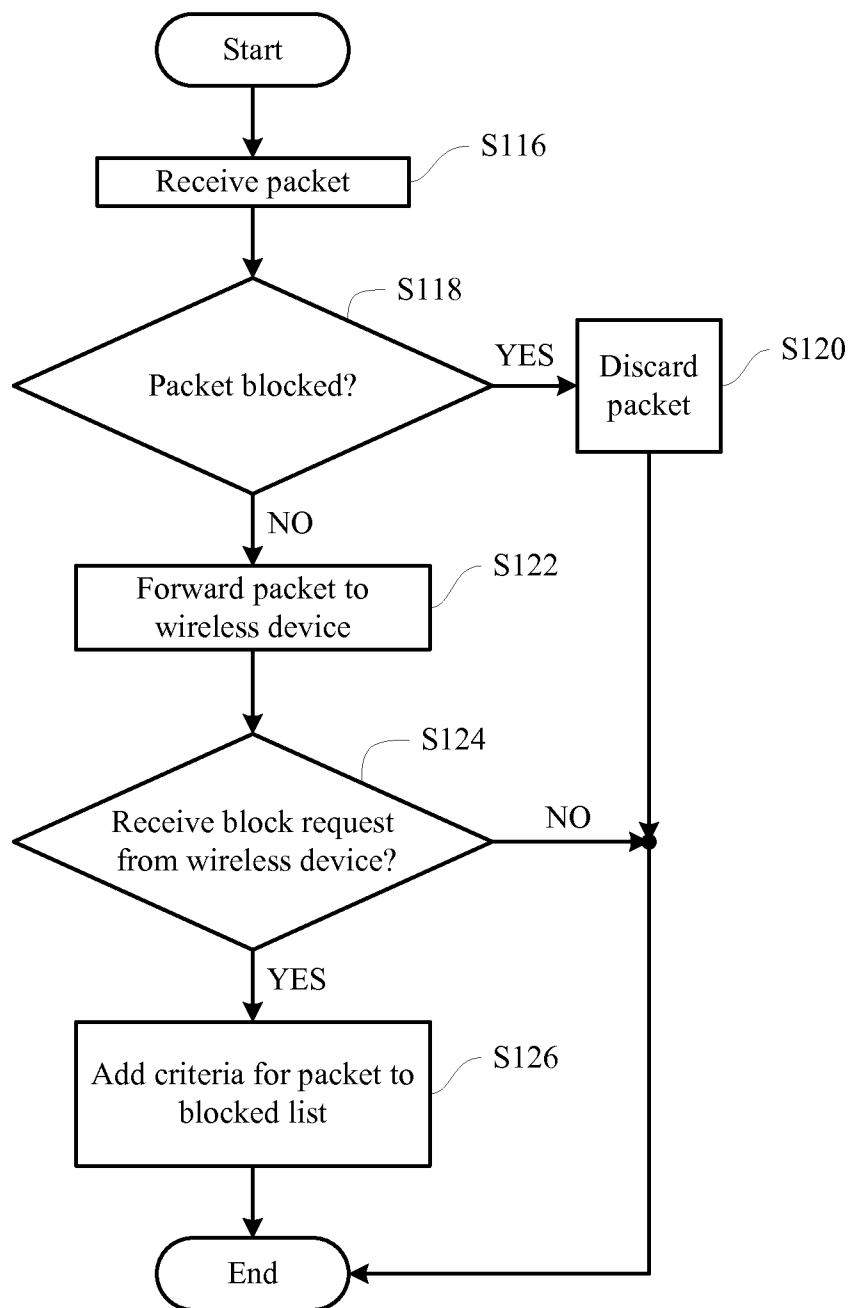 Start
S116
Receive packet
S118
Packet blocked?
YES
Discard
packet
S120
NO
Forward packet to
wireless device
S122
S124
Receive block request
from wireless device?
NO
YES
Add criteria for packet to
blocked list
S126
End